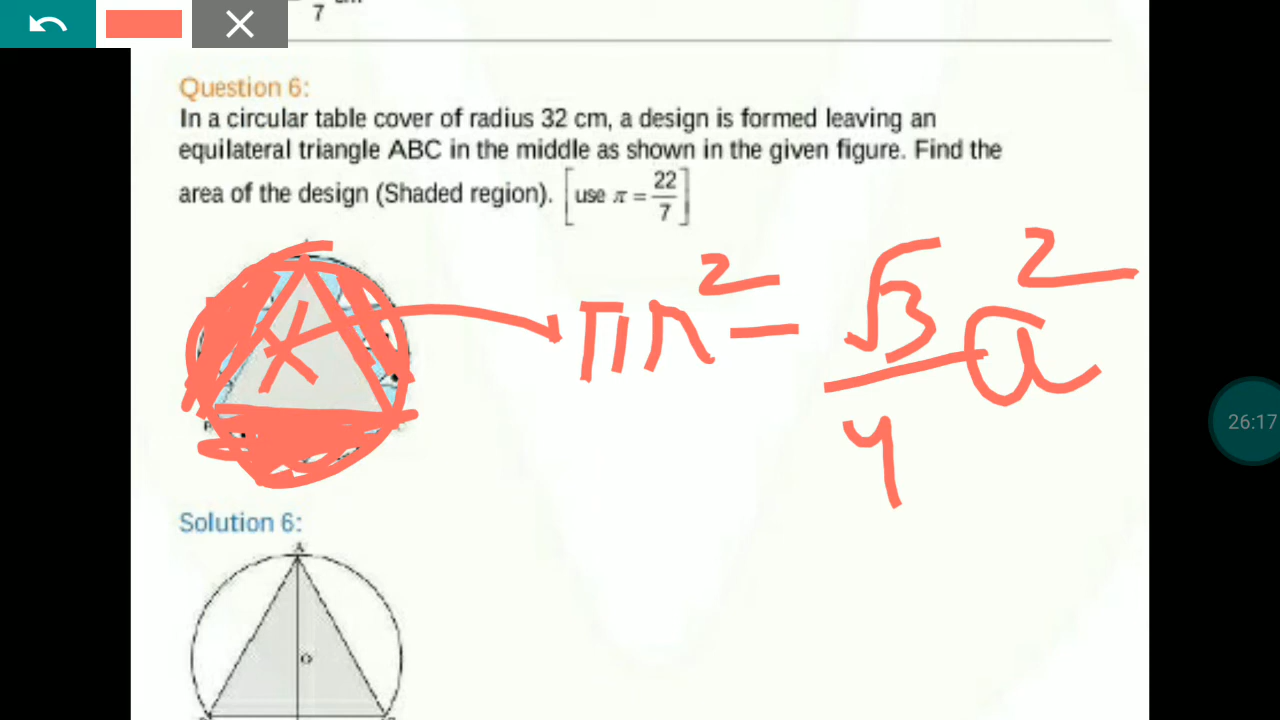 7 cm
Question 6:
In a circular table cover of radius 32 cm, a design is formed leaving an
equilateral triangle ABC in the middle as shown in the given figure. Find the
area of the design (Shaded region). [use π = 22/7]
πr² – √3/4 a²
26:17
Solution 6:
A
O